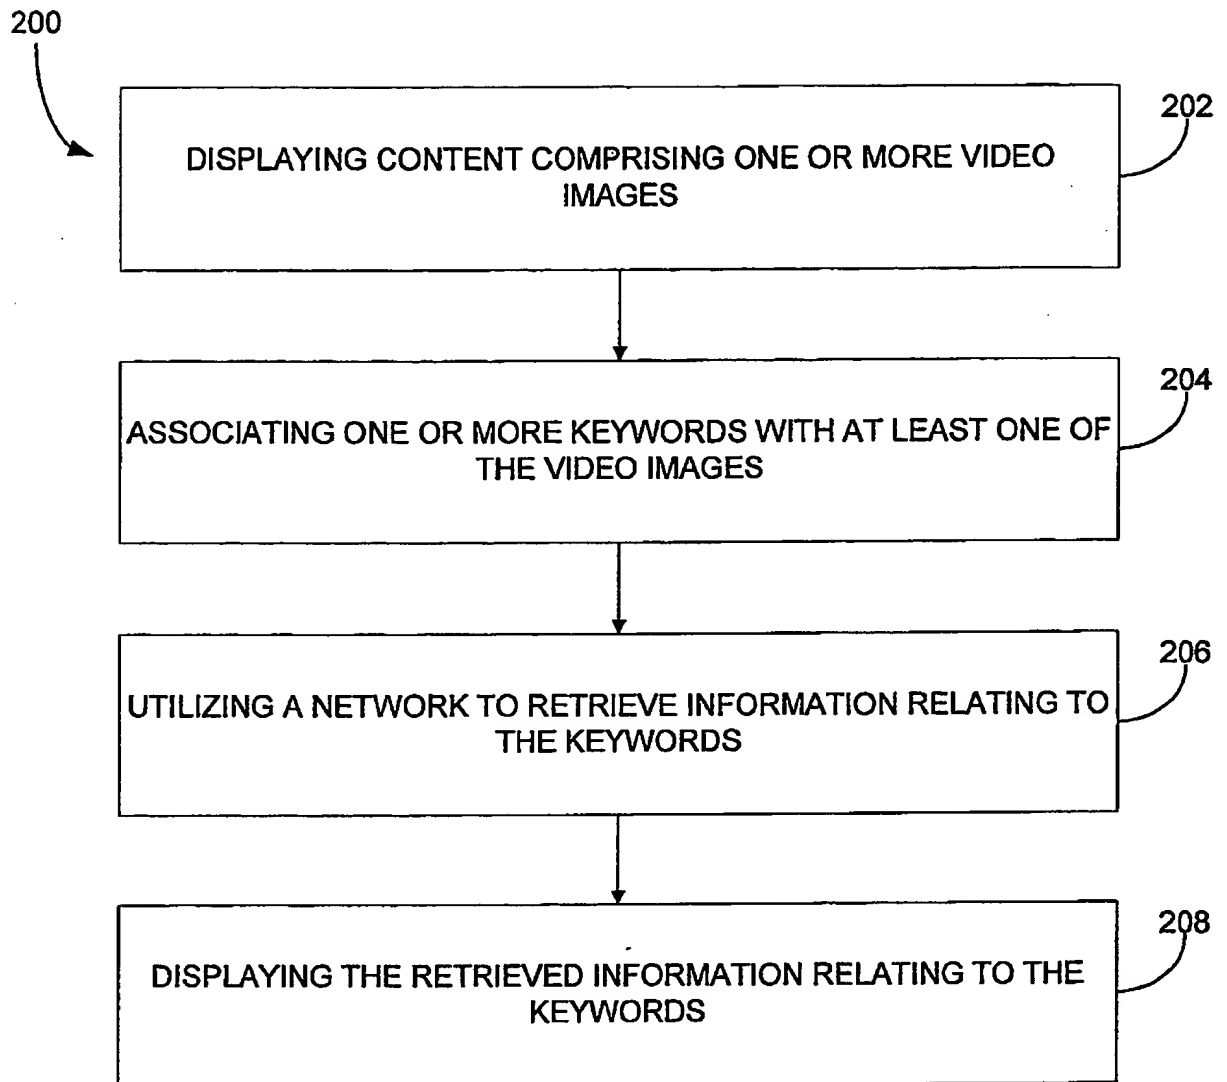 200
202
DISPLAYING CONTENT COMPRISING ONE OR MORE VIDEO
IMAGES
204
ASSOCIATING ONE OR MORE KEYWORDS WITH AT LEAST ONE OF
THE VIDEO IMAGES
206
UTILIZING A NETWORK TO RETRIEVE INFORMATION RELATING TO
THE KEYWORDS
208
DISPLAYING THE RETRIEVED INFORMATION RELATING TO THE
KEYWORDS